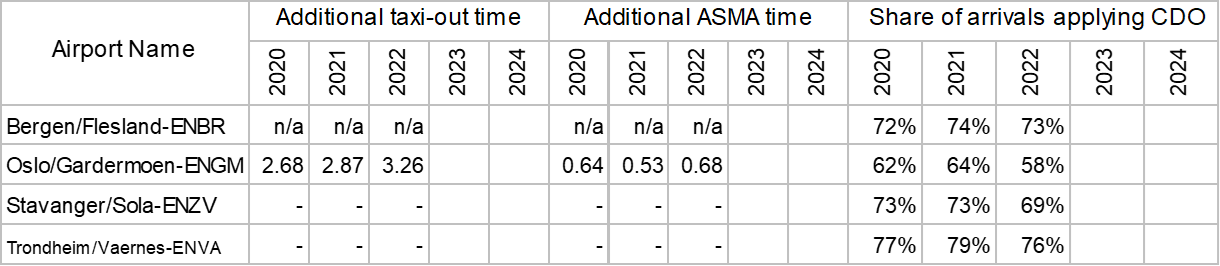 Airport Name Additional taxi-out time Additional ASMA time Share of arrivals applying CDO
2020 2021 2022 2023 2024 2020 2021 2022 2023 2024 2020 2021 2022 2023 2024
Bergen/Flesland-ENBR n/a n/a n/a n/a n/a n/a 72% 74% 73%
Oslo/Gardermoen-ENGM 2.68 2.87 3.26 0.64 0.53 0.68 62% 64% 58%
Stavanger/Sola-ENZV - - - - - - 73% 73% 69%
Trondheim/Vaernes-ENVA - - - - - - 77% 79% 76%